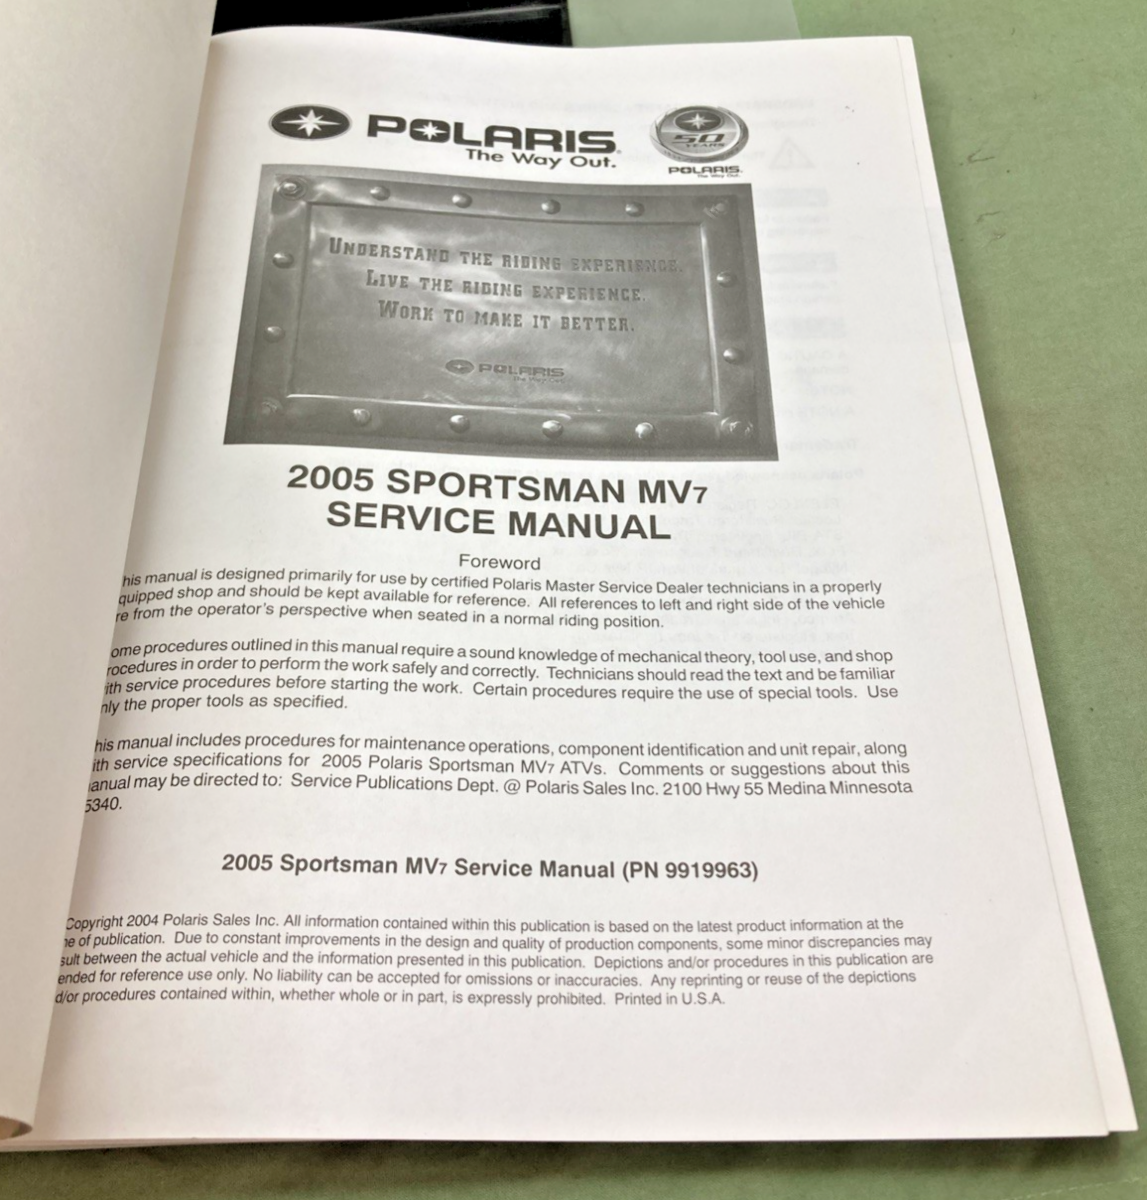 POLARIS
The Way Out.
50
YEARS
POLARIS
The Way Out.
UNDERSTAND THE RIDING EXPERIENCE.
LIVE THE RIDING EXPERIENCE.
WORK TO MAKE IT BETTER.
POLARIS
The Way Out.
2005 SPORTSMAN MV7
SERVICE MANUAL
Foreword
his manual is designed primarily for use by certified Polaris Master Service Dealer technicians in a properly
quipped shop and should be kept available for reference. All references to left and right side of the vehicle
re from the operator's perspective when seated in a normal riding position.
ome procedures outlined in this manual require a sound knowledge of mechanical theory, tool use, and shop
rocedures in order to perform the work safely and correctly. Technicians should read the text and be familiar
ith service procedures before starting the work. Certain procedures require the use of special tools. Use
nly the proper tools as specified.
his manual includes procedures for maintenance operations, component identification and unit repair, along
ith service specifications for 2005 Polaris Sportsman MV7 ATVs. Comments or suggestions about this
anual may be directed to: Service Publications Dept. @ Polaris Sales Inc. 2100 Hwy 55 Medina Minnesota
5340.
2005 Sportsman MV7 Service Manual (PN 9919963)
Copyright 2004 Polaris Sales Inc. All information contained within this publication is based on the latest product information at the
ne of publication. Due to constant improvements in the design and quality of production components, some minor discrepancies may
sult between the actual vehicle and the information presented in this publication. Depictions and/or procedures in this publication are
ended for reference use only. No liability can be accepted for omissions or inaccuracies. Any reprinting or reuse of the depictions
d/or procedures contained within, whether whole or in part, is expressly prohibited. Printed in U.S.A.